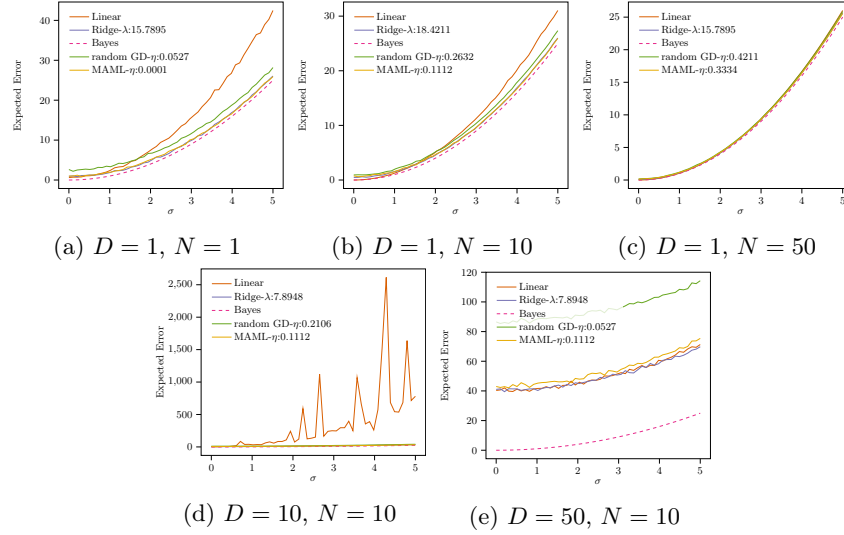 Linear
Ridge-λ:15.7895
Bayes
random GD-η:0.0527
MAML-η:0.0001
Expected Error
40
30
20
10
0
0 1 2 3 4 5
σ
(a) D = 1, N = 1
Linear
Ridge-λ:18.4211
Bayes
random GD-η:0.2632
MAML-η:0.1112
Expected Error
30
20
10
0
0 1 2 3 4 5
σ
(b) D = 1, N = 10
Linear
Ridge-λ:15.7895
Bayes
random GD-η:0.4211
MAML-η:0.3334
Expected Error
25
20
15
10
5
0
0 1 2 3 4 5
σ
(c) D = 1, N = 50
Linear
Ridge-λ:7.8948
Bayes
random GD-η:0.2106
MAML-η:0.1112
Expected Error
2,500
2,000
1,500
1,000
500
0
0 1 2 3 4 5
σ
(d) D = 10, N = 10
Linear
Ridge-λ:7.8948
Bayes
random GD-η:0.0527
MAML-η:0.1112
Expected Error
120
100
80
60
40
20
0
0 1 2 3 4 5
σ
(e) D = 50, N = 10